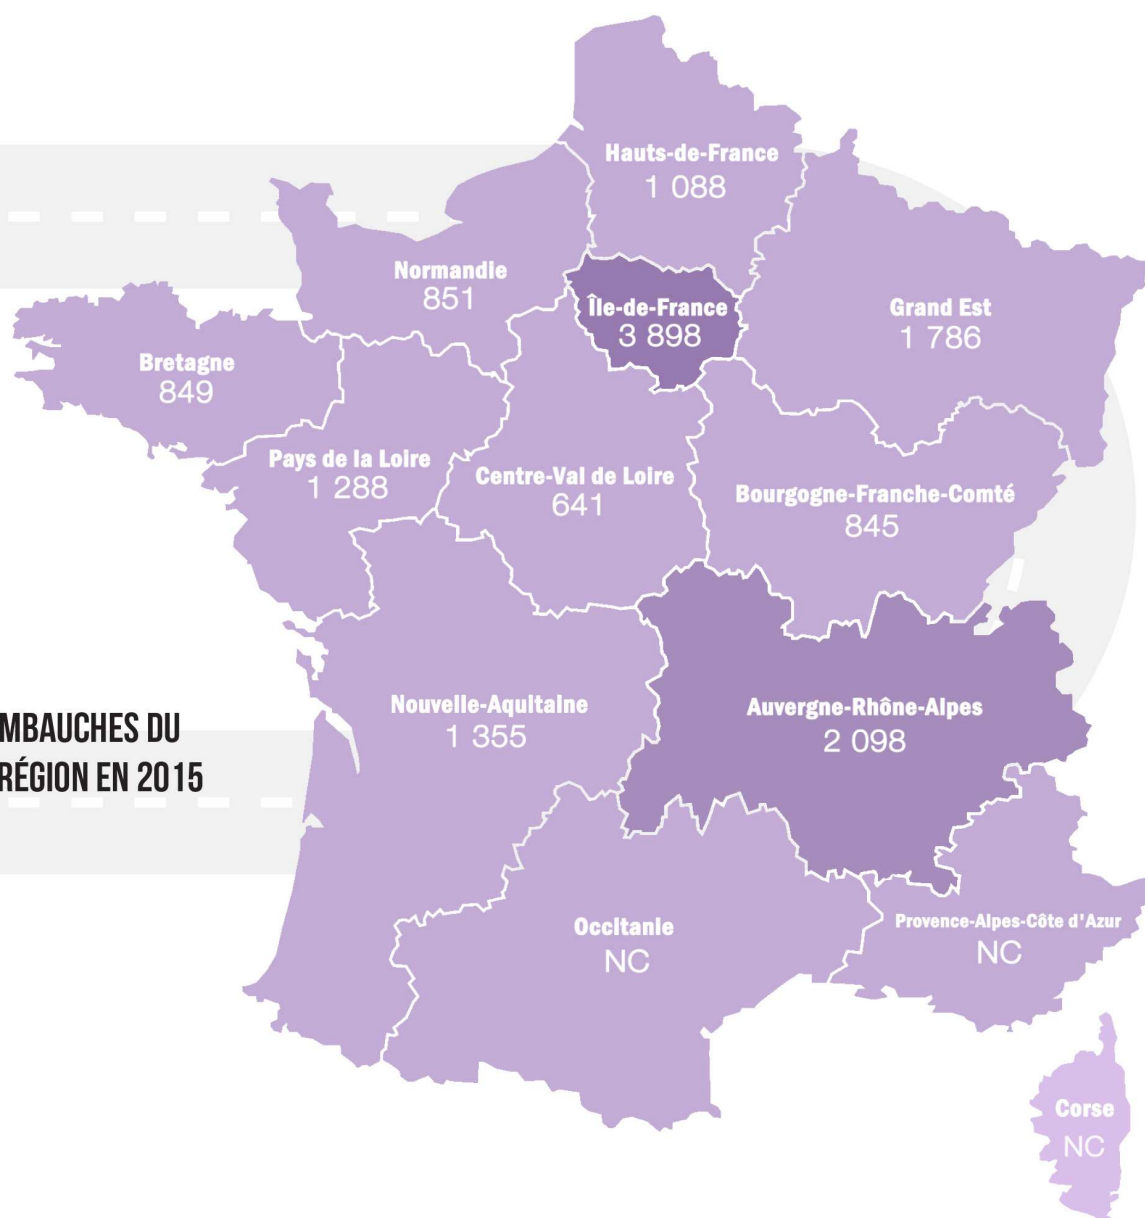 Hauts-de-France
1 088
Normandie
851
Île-de-France
3 898
Grand Est
1 786
Bretagne
849
Pays de la Loire
1 288
Centre-Val de Loire
641
Bourgogne-Franche-Comté
845
Nouvelle-Aquitaine
1 355
Auvergne-Rhône-Alpes
2 098
MBAUCHES DU
RÉGION EN 2015
Occitanie
NC
Provence-Alpes-Côte d'Azur
NC
Corse
NC